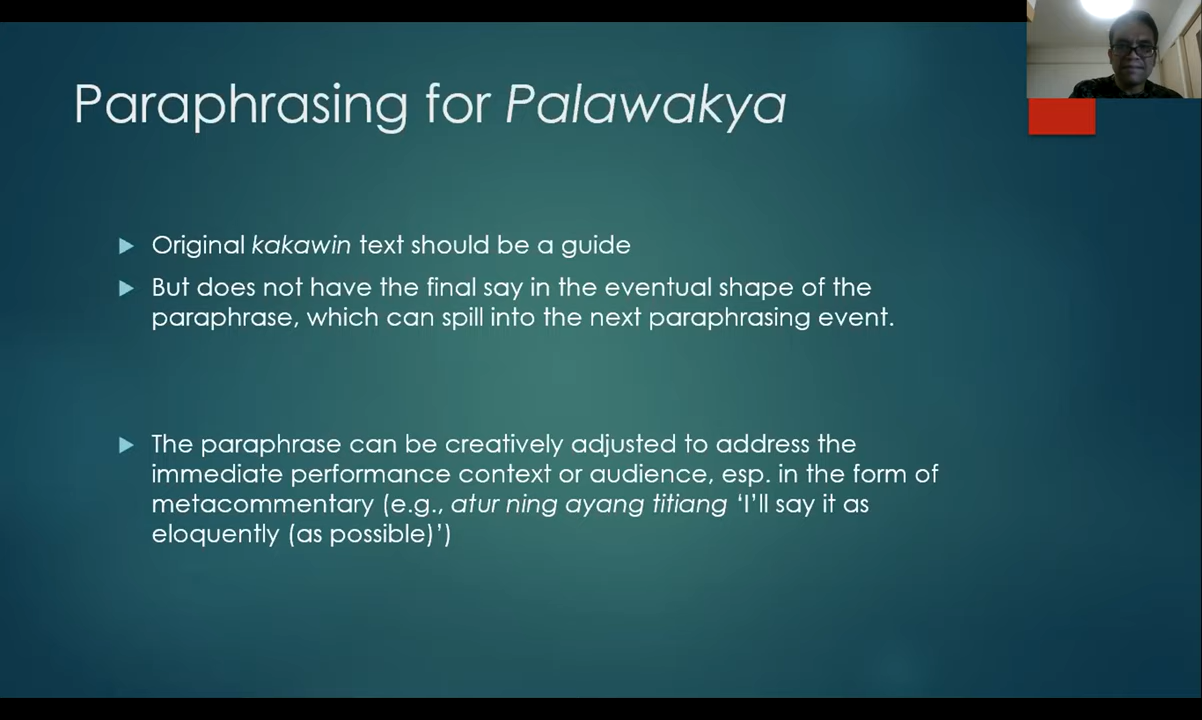 Paraphrasing for Palawakya
Original kakawin text should be a guide
But does not have the final say in the eventual shape of the
paraphrase, which can spill into the next paraphrasing event.
The paraphrase can be creatively adjusted to address the
immediate performance context or audience, esp. in the form of
metacommentary (e.g., atur ning ayang titiang ‘I’ll say it as
eloquently (as possible)’)